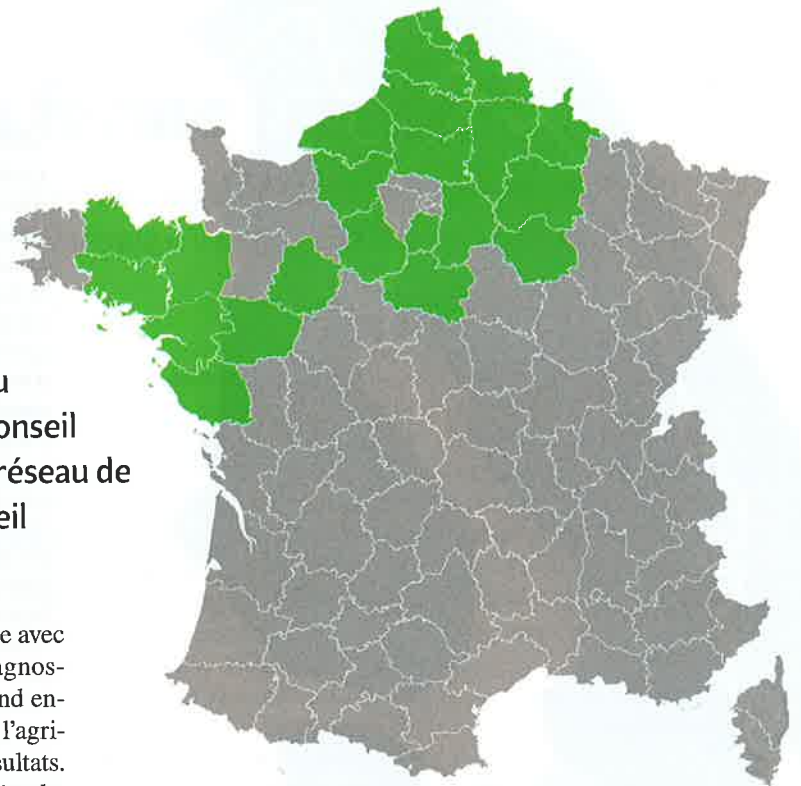 u
onseil
réseau de
eil
e avec
agnos-
nd en-
l'agri-
sultats.